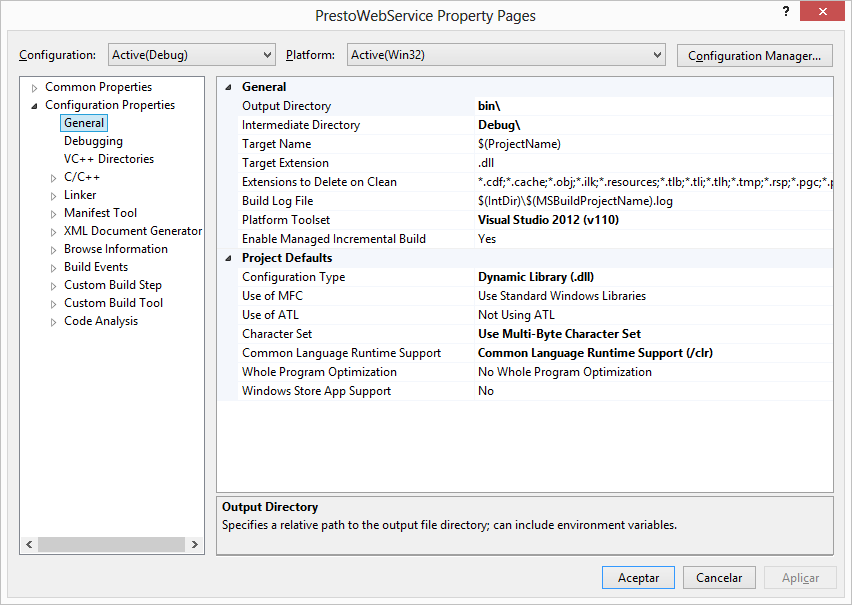 PrestoWebService Property Pages
?
Configuration: Active(Debug) Platform: Active(Win32) Configuration Manager...
Common Properties
Configuration Properties
General
Debugging
VC++ Directories
C/C++
Linker
Manifest Tool
XML Document Generator
Browse Information
Build Events
Custom Build Step
Custom Build Tool
Code Analysis
General
Output Directory bin\
Intermediate Directory Debug\
Target Name $(ProjectName)
Target Extension .dll
Extensions to Delete on Clean *.cdf;*.cache;*.obj;*.ilk;*.resources;*.tlb;*.tli;*.tlh;*.tmp;*.rsp;*.pgc;*.p
Build Log File $(IntDir)\$(MSBuildProjectName).log
Platform Toolset Visual Studio 2012 (v110)
Enable Managed Incremental Build Yes
Project Defaults
Configuration Type Dynamic Library (.dll)
Use of MFC Use Standard Windows Libraries
Use of ATL Not Using ATL
Character Set Use Multi-Byte Character Set
Common Language Runtime Support Common Language Runtime Support (/clr)
Whole Program Optimization No Whole Program Optimization
Windows Store App Support No
Output Directory
Specifies a relative path to the output file directory; can include environment variables.
Aceptar Cancelar Aplicar